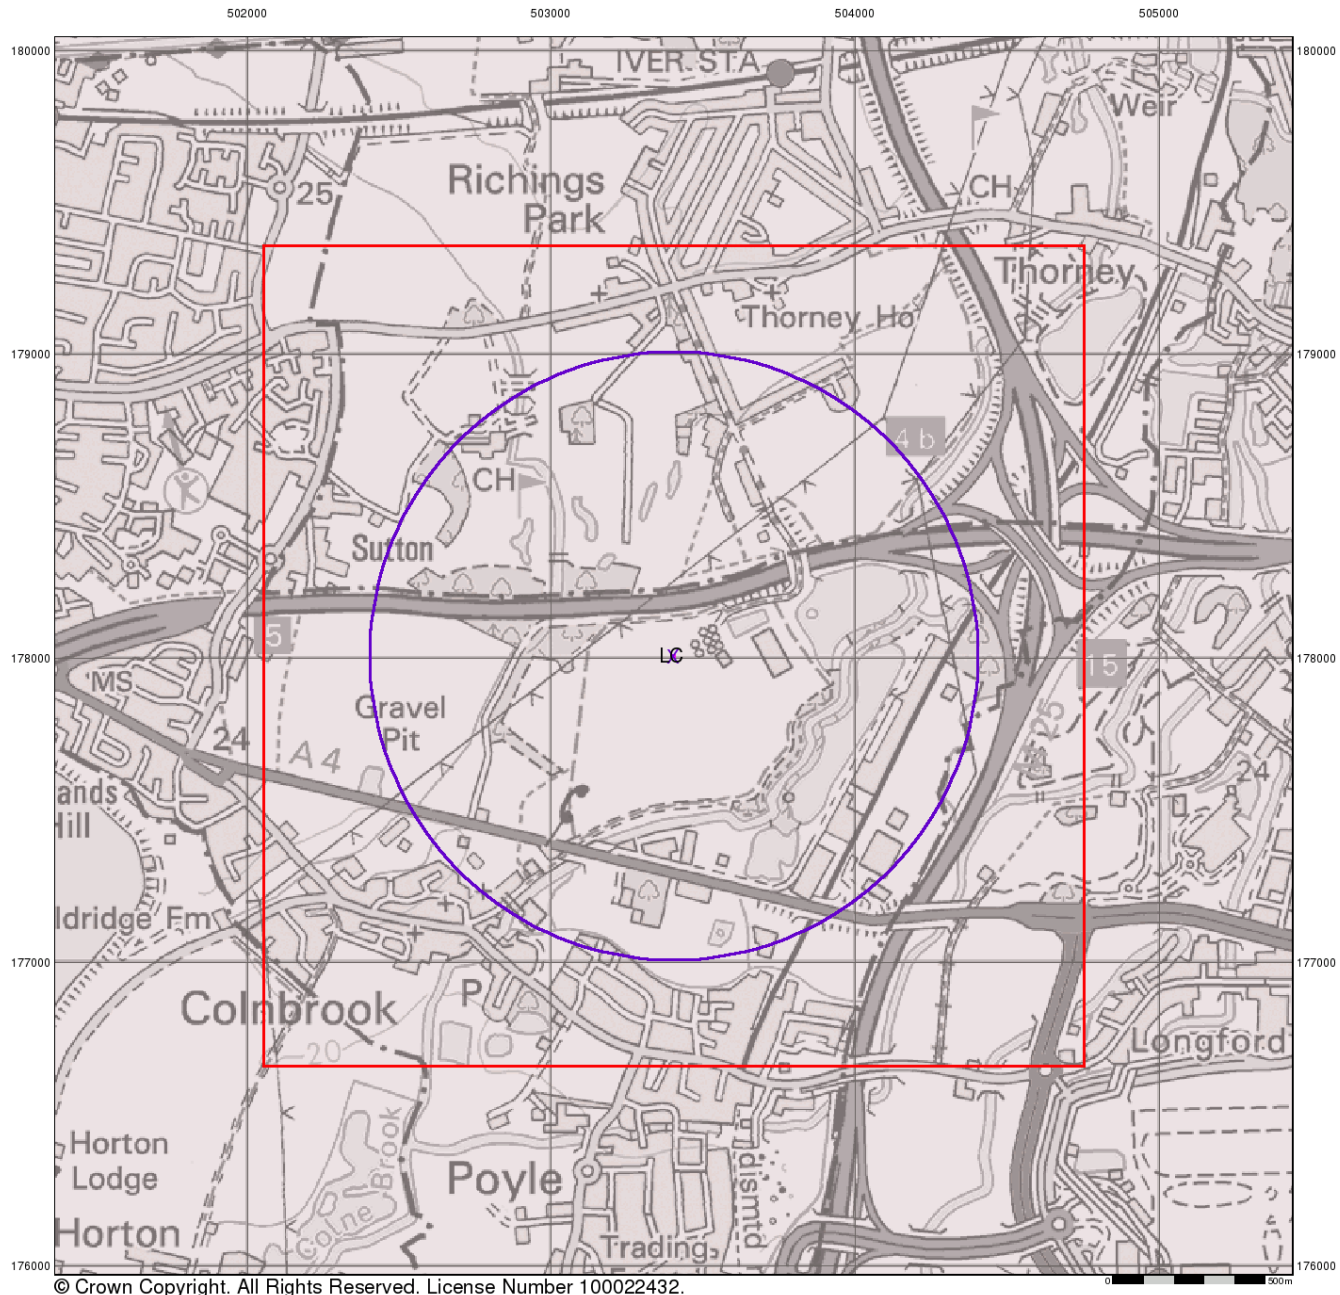 502000 503000 504000 505000
180000 180000
IVER STA
Weir
25
Richings
Park
CH
Thorney
Thorney Ho
179000 179000
4 b
CH
Sutton
5
LC
178000 178000
15
MS
Gravel
Pit
24
A 4
M 25
24
ands
Hill
ldridge Fm
177000 177000
Colnbrook
P
20
Longford
Horton
Lodge
Colne Brook
Poyle
dismtd
Horton
Trading
176000 176000
0 500m
© Crown Copyright. All Rights Reserved. License Number 100022432.